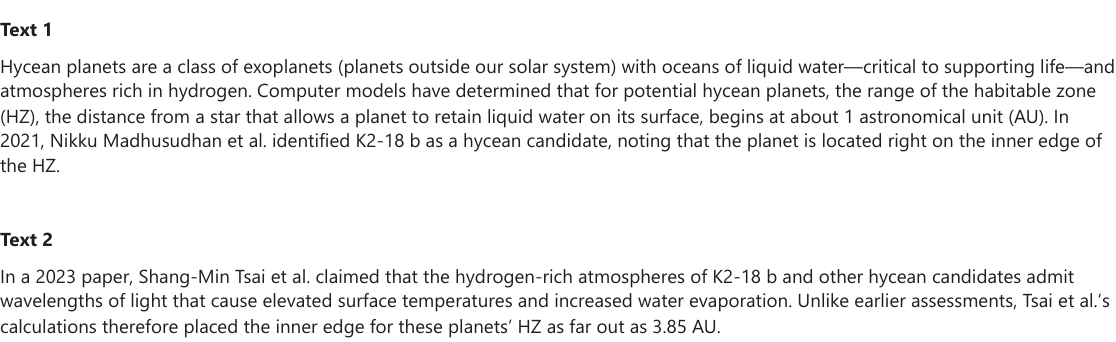 Text 1
Hycean planets are a class of exoplanets (planets outside our solar system) with oceans of liquid water—critical to supporting life—and
atmospheres rich in hydrogen. Computer models have determined that for potential hycean planets, the range of the habitable zone
(HZ), the distance from a star that allows a planet to retain liquid water on its surface, begins at about 1 astronomical unit (AU). In
2021, Nikku Madhusudhan et al. identified K2-18 b as a hycean candidate, noting that the planet is located right on the inner edge of
the HZ.
Text 2
In a 2023 paper, Shang-Min Tsai et al. claimed that the hydrogen-rich atmospheres of K2-18 b and other hycean candidates admit
wavelengths of light that cause elevated surface temperatures and increased water evaporation. Unlike earlier assessments, Tsai et al.’s
calculations therefore placed the inner edge for these planets’ HZ as far out as 3.85 AU.